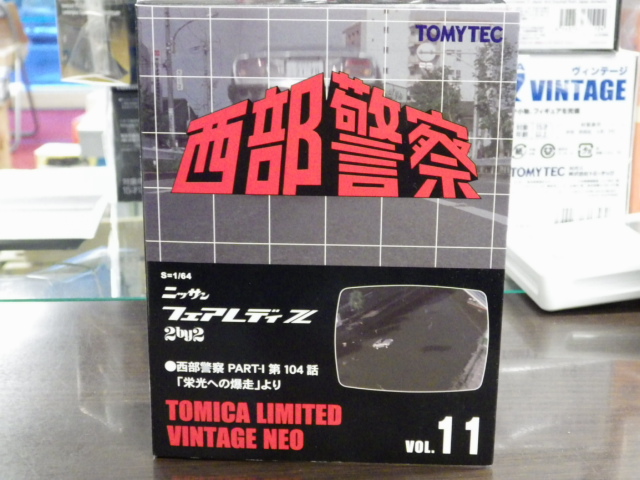 TOMYTEC
西部警察
S=1/64
ニッサン
フェアレディZ
2by2
●西部警察 PART-I 第104話
「栄光への爆走」より
TOMICA LIMITED
VINTAGE NEO
VOL. 11
ヴィンテージ
VINTAGE
TOMYTEC